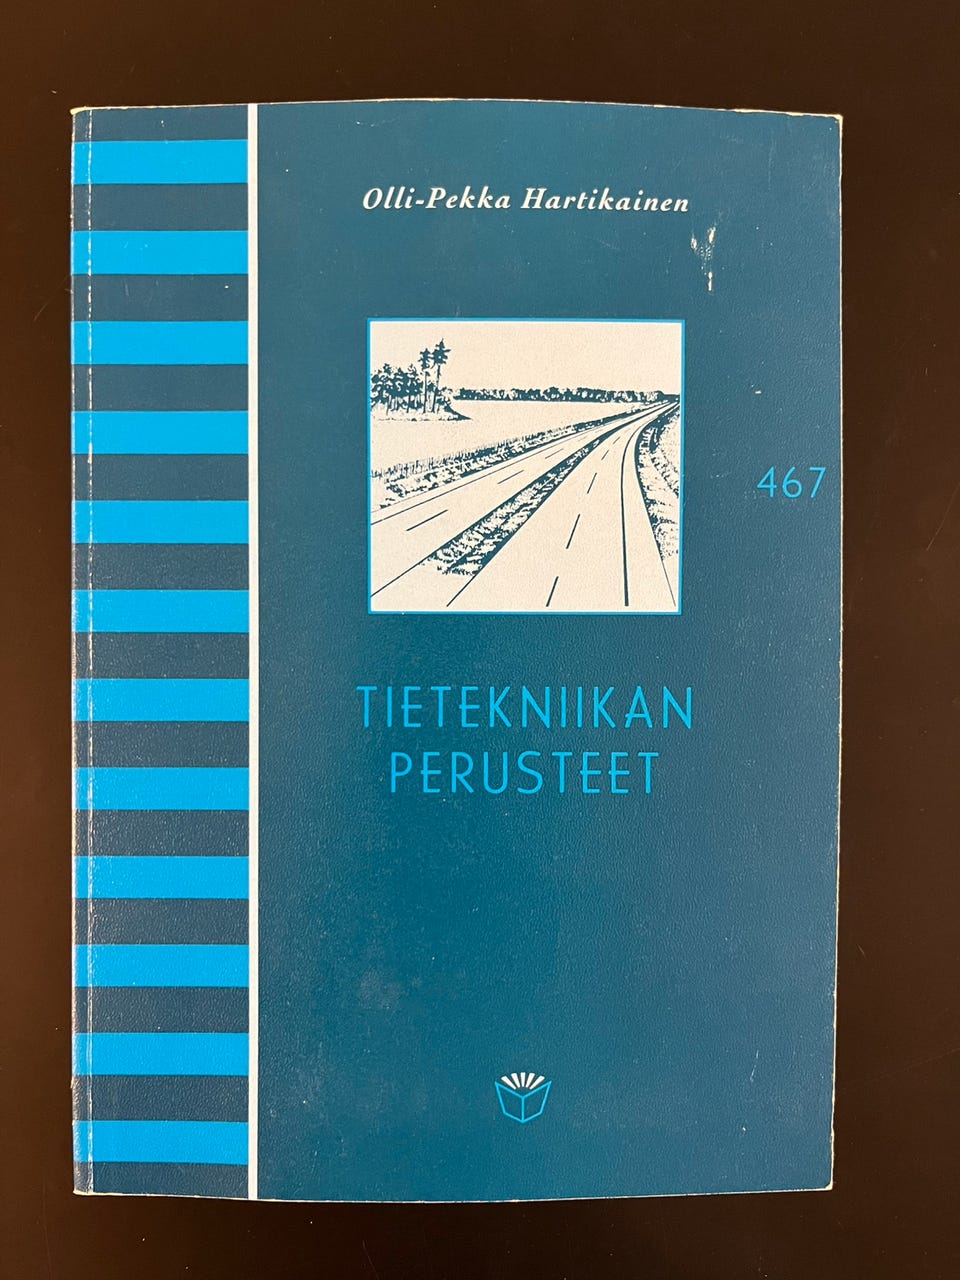 Olli-Pekka Hartikainen
467
TIETEKNIIKAN
PERUSTEET